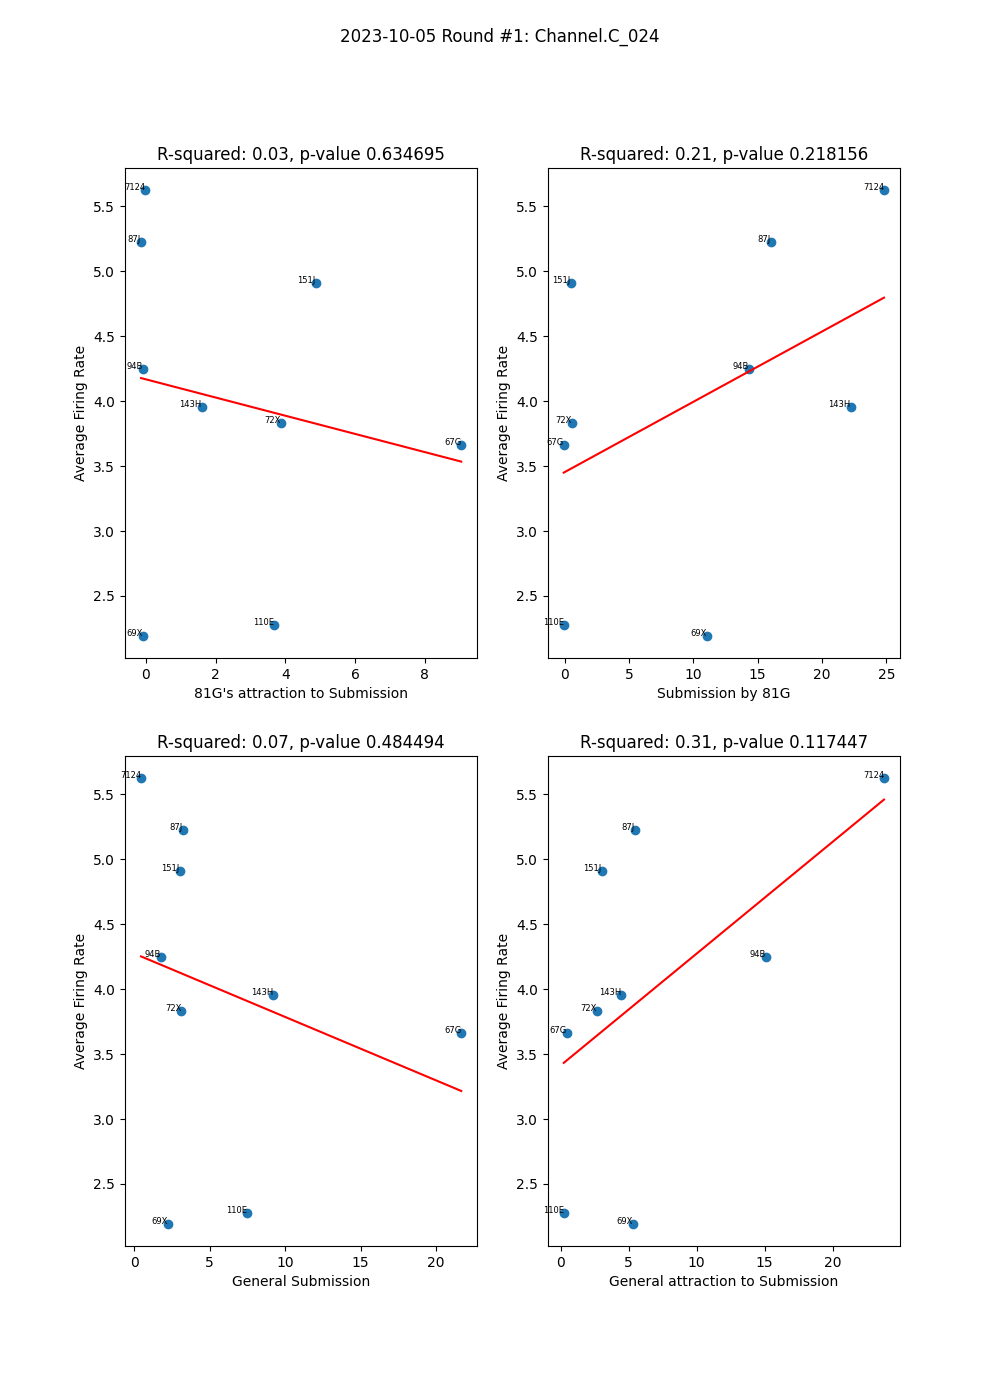 2023-10-05 Round #1: Channel.C_024
R-squared: 0.03, p-value 0.634695
Average Firing Rate
5.5
5.0
4.5
4.0
3.5
3.0
2.5
7124
87J
151J
94B
143H
72X
67G
110E
69X
0 2 4 6 8
81G's attraction to Submission
R-squared: 0.21, p-value 0.218156
Average Firing Rate
5.5
5.0
4.5
4.0
3.5
3.0
2.5
7124
87J
151J
94B
143H
72X
67G
110E
69X
0 5 10 15 20 25
Submission by 81G
R-squared: 0.07, p-value 0.484494
Average Firing Rate
5.5
5.0
4.5
4.0
3.5
3.0
2.5
7124
87J
151J
94B
143H
72X
67G
110E
69X
0 5 10 15 20
General Submission
R-squared: 0.31, p-value 0.117447
Average Firing Rate
5.5
5.0
4.5
4.0
3.5
3.0
2.5
7124
87J
151J
94B
143H
72X
67G
110E
69X
0 5 10 15 20
General attraction to Submission